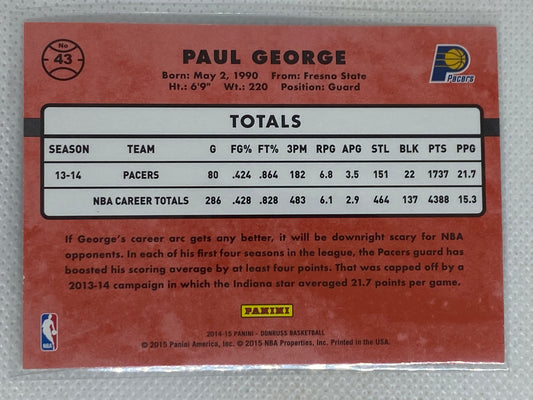 No
43
PAUL GEORGE
Born: May 2, 1990 From: Fresno State
Ht.: 6'9" Wt.: 220 Position: Guard
Pacers
TOTALS
SEASON TEAM G FG% FT% 3PM RPG APG STL BLK PTS PPG
13-14 PACERS 80 .424 .864 182 6.8 3.5 151 22 1737 21.7
NBA CAREER TOTALS 286 .428 .828 483 6.1 2.9 464 137 4388 15.3
If George's career arc gets any better, it will be downright scary for NBA
opponents. In each of his first four seasons in the league, the Pacers guard has
boosted his scoring average by at least four points. That was capped off by a
2013-14 campaign in which the Indiana star averaged 21.7 points per game.
PANINI
NBA
2014-15 PANINI - DONRUSS BASKETBALL
© 2015 Panini America, Inc. © 2015 NBA Properties, Inc. Printed in the USA.